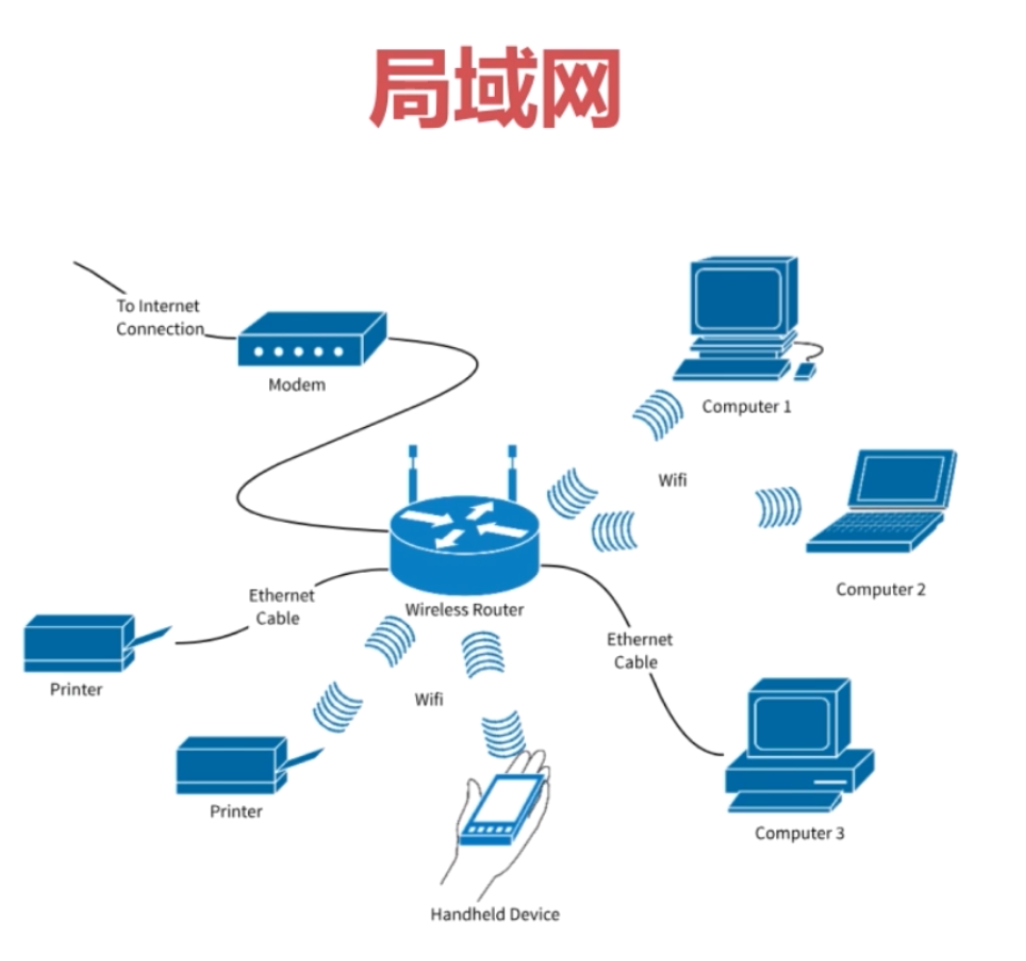 局域网
To Internet
Connection
Modem
Computer 1
Wifi
Computer 2
Ethernet
Cable
Wireless Router
Ethernet
Cable
Printer
Wifi
Printer
Computer 3
Handheld Device